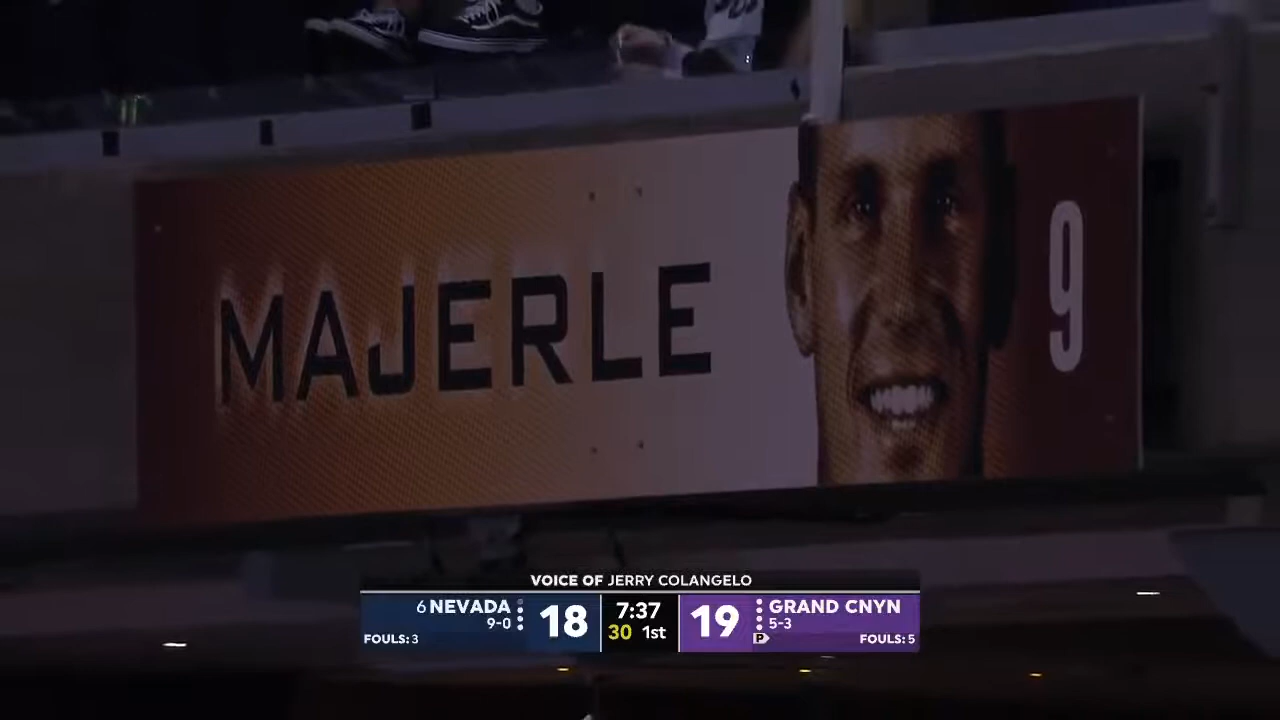 MAJERLE
9
VOICE OF JERRY COLANGELO
6 NEVADA 18 7:37 19 GRAND CNYN
9-0 30 1st 5-3
FOULS: 3 P FOULS: 5